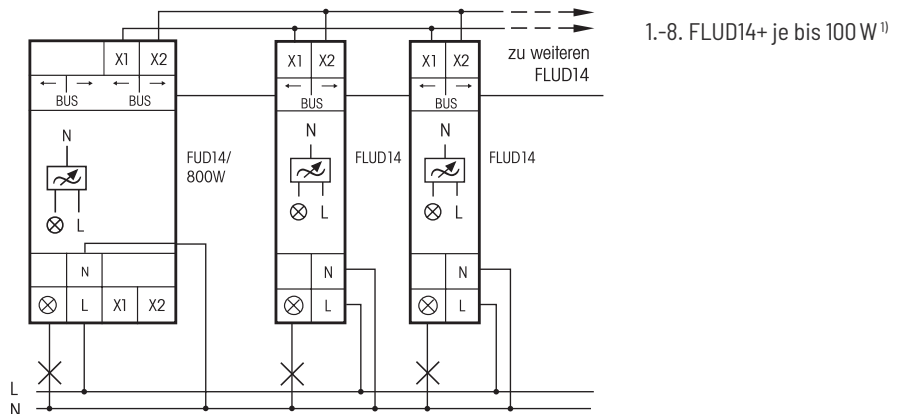 1.-8. FLUD14+ je bis 100 W 1)
X1 X2
X1 X2
X1 X2
zu weiteren
FLUD14
BUS BUS
BUS
BUS
N
N
N
FUD14/
800W
FLUD14
FLUD14
L
L
L
N
N
N
L X1 X2
L
L
L
N